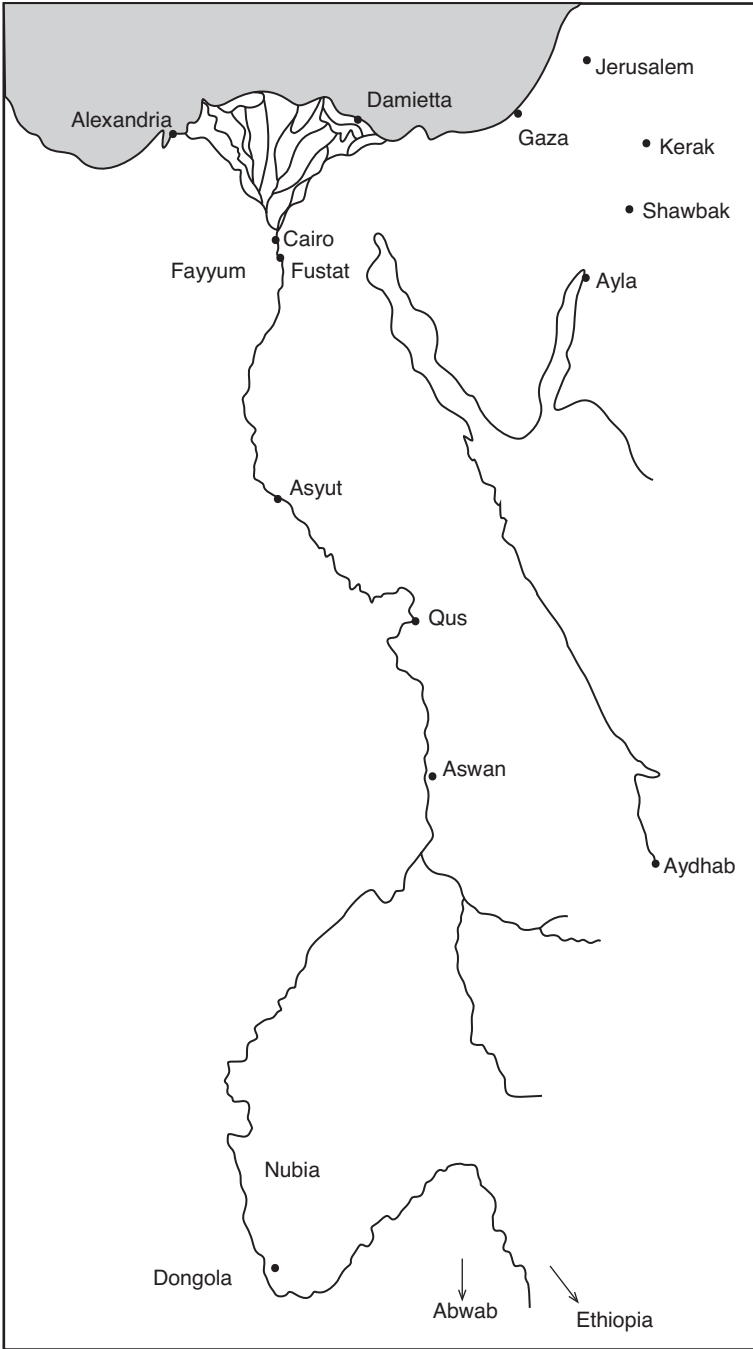 Jerusalem
Damietta
Alexandria
Gaza
Kerak
Shawbak
Cairo
Fayyum
Fustat
Ayla
Asyut
Qus
Aswan
Aydhab
Nubia
Dongola
Abwab
Ethiopia